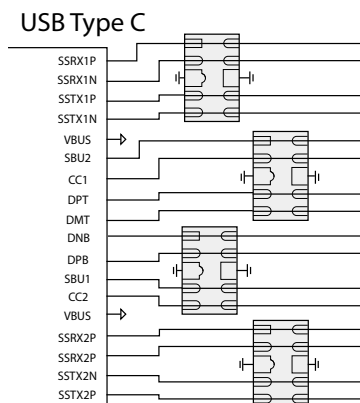 USB Type C
SSRX1P
SSRX1N
SSTX1P
SSTX1N
VBUS
SBU2
CC1
DPT
DMT
DNB
DPB
SBU1
CC2
VBUS
SSRX2P
SSRX2P
SSTX2N
SSTX2P